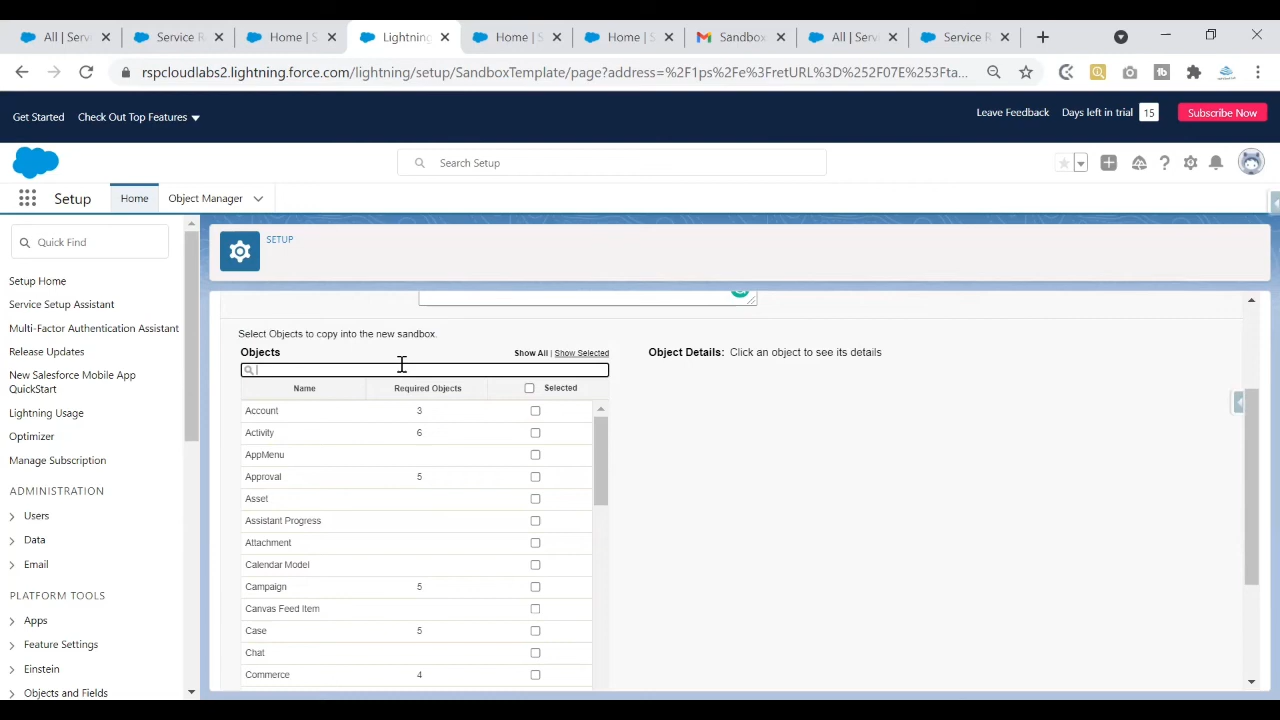 All | Serv
Service R
Home | S
Lightning
Home | S
Home | S
Sandbox
All | Serv
Service R
rspcloudlabs2.lightning.force.com/lightning/setup/SandboxTemplate/page?address=%2F1ps%2Fe%3FretURL%3D%252F07E%253Fta...
Get Started
Check Out Top Features
Leave Feedback
Days left in trial
15
Subscribe Now
Search Setup
Setup
Home
Object Manager
Quick Find
Setup Home
Service Setup Assistant
Multi-Factor Authentication Assistant
Release Updates
New Salesforce Mobile App
QuickStart
Lightning Usage
Optimizer
Manage Subscription
ADMINISTRATION
Users
Data
Email
PLATFORM TOOLS
Apps
Feature Settings
Einstein
Objects and Fields
SETUP
Select Objects to copy into the new sandbox.
Objects
Show All | Show Selected
Object Details: Click an object to see its details
Name Required Objects Selected
Account 3
Activity 6
AppMenu
Approval 5
Asset
Assistant Progress
Attachment
Calendar Model
Campaign 5
Canvas Feed Item
Case 5
Chat
Commerce 4